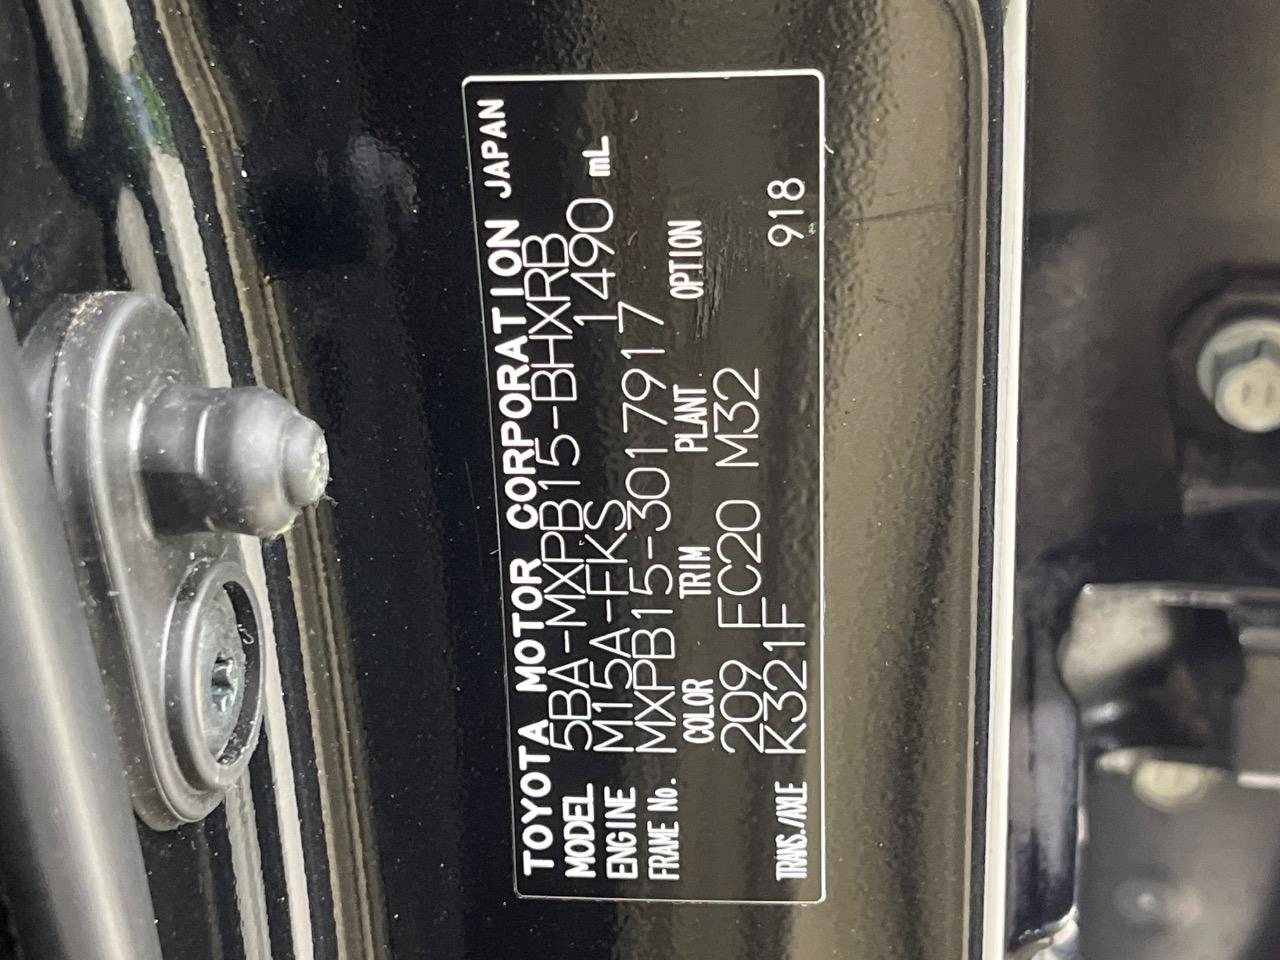 TOYOTA MOTOR CORPORATION JAPAN
MODEL 5BA-MXPB15-BHXRB
ENGINE M15A-FKS 1490 mL
FRAME No. MXPB15-3017917
COLOR TRIM PLANT OPTION
209 FC20 M32
TRANS./AXLE K321F 918